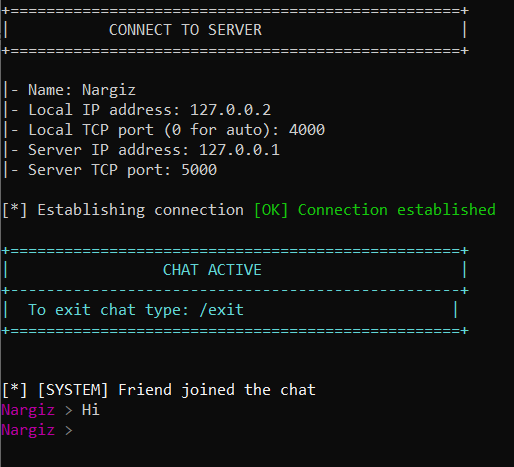 +==================================================+
|           CONNECT TO SERVER                      |
+==================================================+
|- Name: Nargiz
|- Local IP address: 127.0.0.2
|- Local TCP port (0 for auto): 4000
|- Server IP address: 127.0.0.1
|- Server TCP port: 5000
[*] Establishing connection [OK] Connection established
+==================================================+
|                 CHAT ACTIVE                      |
+--------------------------------------------------+
|  To exit chat type: /exit                       |
+==================================================+
[*] [SYSTEM] Friend joined the chat
Nargiz > Hi
Nargiz >